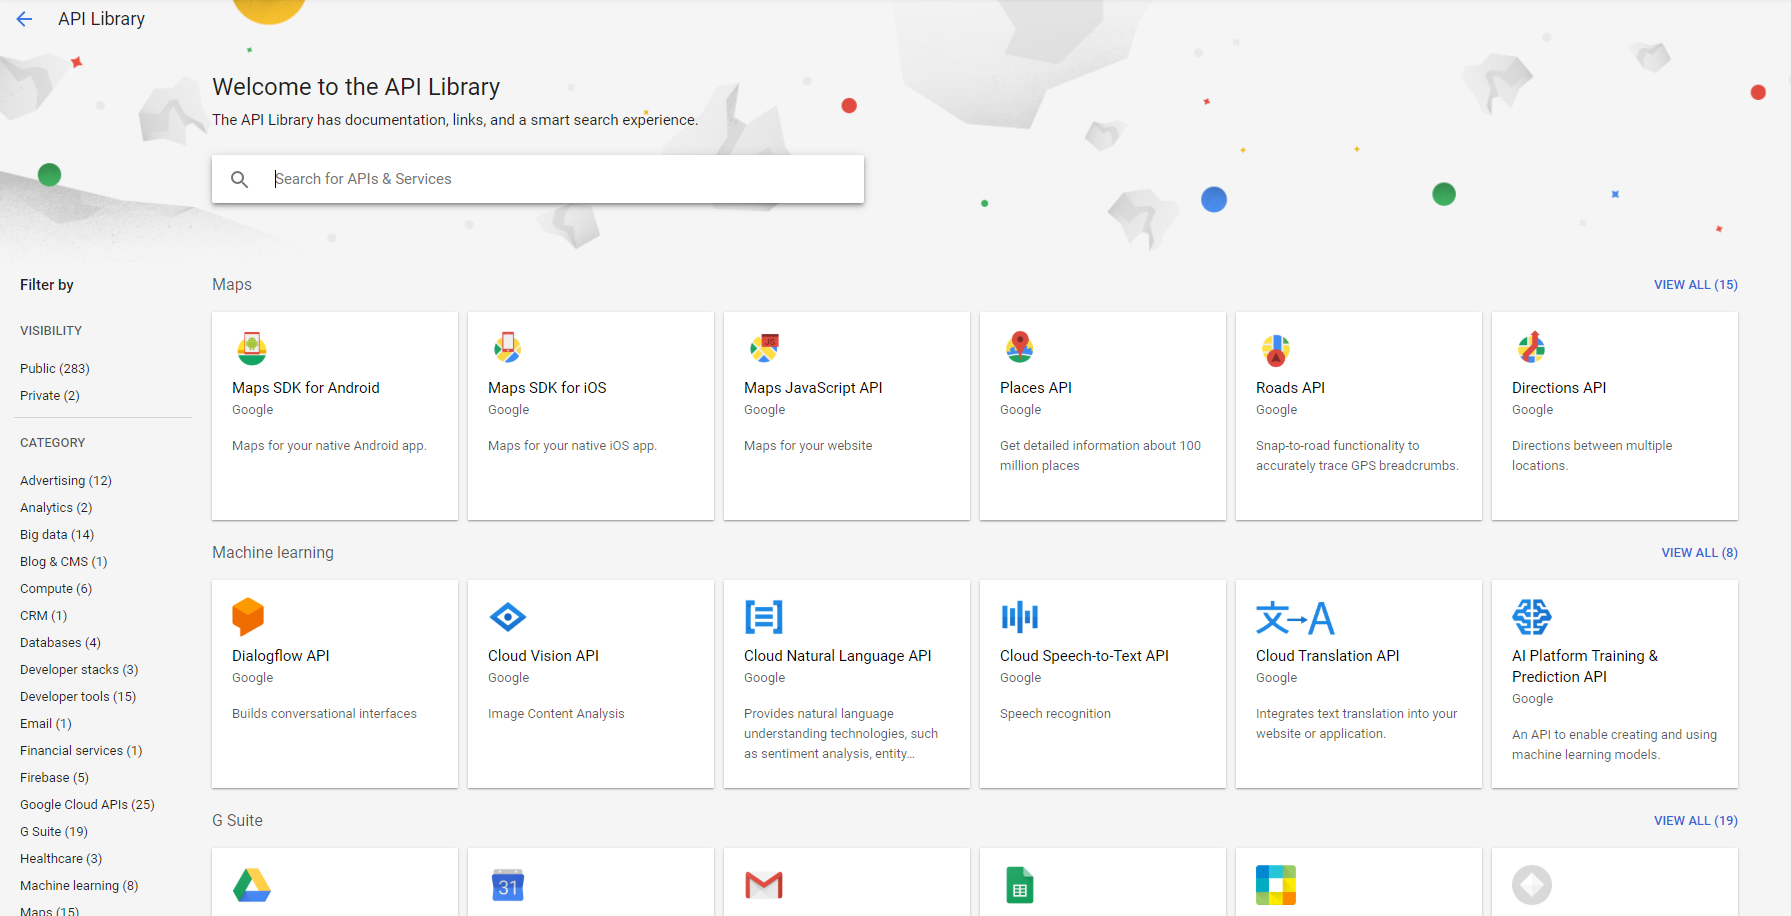 API Library
Welcome to the API Library
The API Library has documentation, links, and a smart search experience.
Search for APIs & Services
Filter by
VISIBILITY
Public (283)
Private (2)
CATEGORY
Advertising (12)
Analytics (2)
Big data (14)
Blog & CMS (1)
Compute (6)
CRM (1)
Databases (4)
Developer stacks (3)
Developer tools (15)
Email (1)
Financial services (1)
Firebase (5)
Google Cloud APIs (25)
G Suite (19)
Healthcare (3)
Machine learning (8)
Maps (15)
Maps
VIEW ALL (15)
Maps SDK for Android
Google
Maps for your native Android app.
Maps SDK for iOS
Google
Maps for your native iOS app.
JS
Maps JavaScript API
Google
Maps for your website
Places API
Google
Get detailed information about 100
million places
Roads API
Google
Snap-to-road functionality to
accurately trace GPS breadcrumbs.
Directions API
Google
Directions between multiple
locations.
Machine learning
VIEW ALL (8)
Dialogflow API
Google
Builds conversational interfaces
Cloud Vision API
Google
Image Content Analysis
Cloud Natural Language API
Google
Provides natural language
understanding technologies, such
as sentiment analysis, entity...
Cloud Speech-to-Text API
Google
Speech recognition
文→A
Cloud Translation API
Google
Integrates text translation into your
website or application.
AI Platform Training &
Prediction API
Google
An API to enable creating and using
machine learning models.
G Suite
VIEW ALL (19)
31